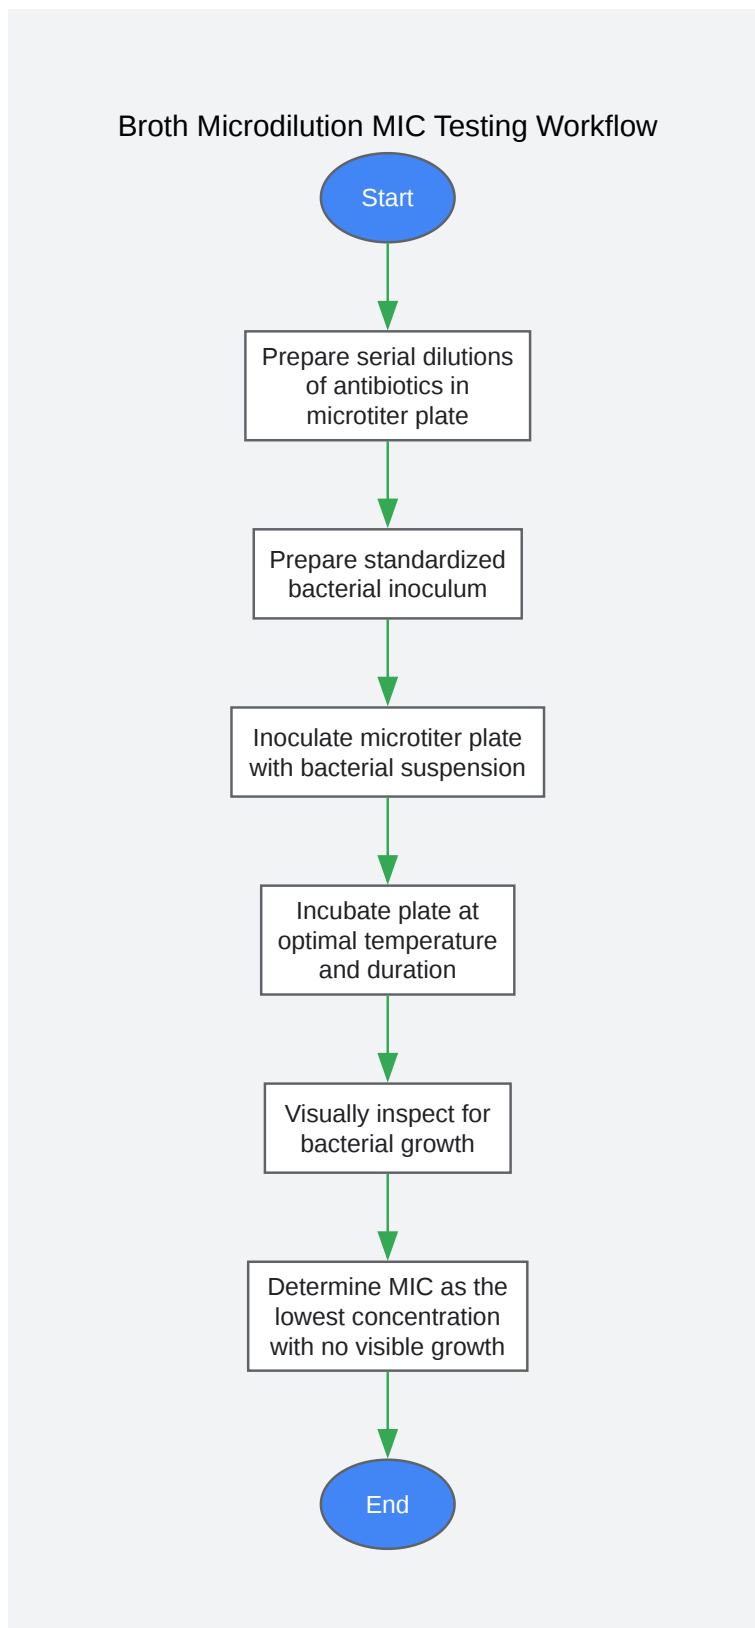 Broth Microdilution MIC Testing Workflow
Start
Prepare serial dilutions
of antibiotics in
microtiter plate
Prepare standardized
bacterial inoculum
Inoculate microtiter plate
with bacterial suspension
Incubate plate at
optimal temperature
and duration
Visually inspect for
bacterial growth
Determine MIC as the
lowest concentration
with no visible growth
End